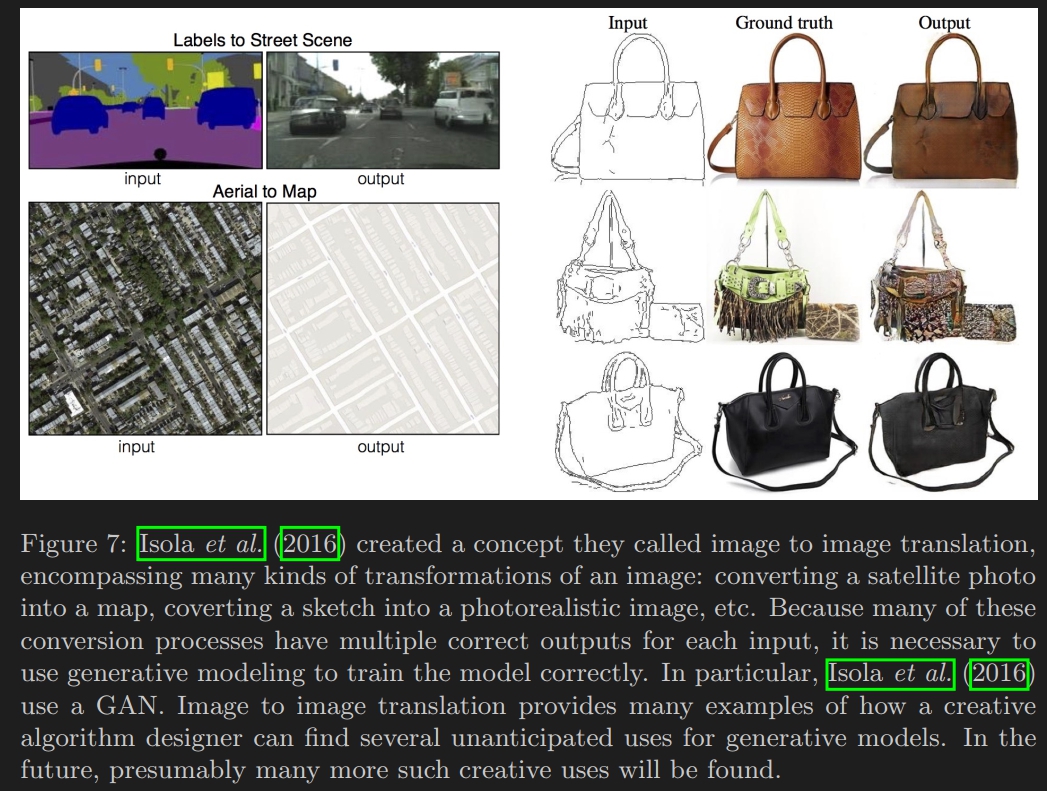 Labels to Street Scene
input
output
Aerial to Map
input
output
Input
Ground truth
Output
Figure 7: Isola et al. (2016) created a concept they called image to image translation,
encompassing many kinds of transformations of an image: converting a satellite photo
into a map, coverting a sketch into a photorealistic image, etc. Because many of these
conversion processes have multiple correct outputs for each input, it is necessary to
use generative modeling to train the model correctly. In particular, Isola et al. (2016)
use a GAN. Image to image translation provides many examples of how a creative
algorithm designer can find several unanticipated uses for generative models. In the
future, presumably many more such creative uses will be found.